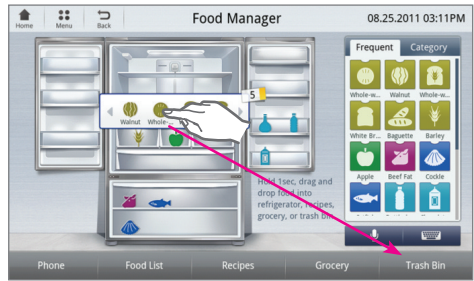 Home Menu Back Food Manager 08.25.2011 03:11PM
Frequent Category
5
Walnut Whole-...
Whole-w... Walnut Whole-w...
White Br... Baguette Barley
Apple Beef Fat Cockle
Hold 1sec, drag and
drop food into
refrigerator, recipes,
grocery, or trash bin
Phone Food List Recipes Grocery Trash Bin